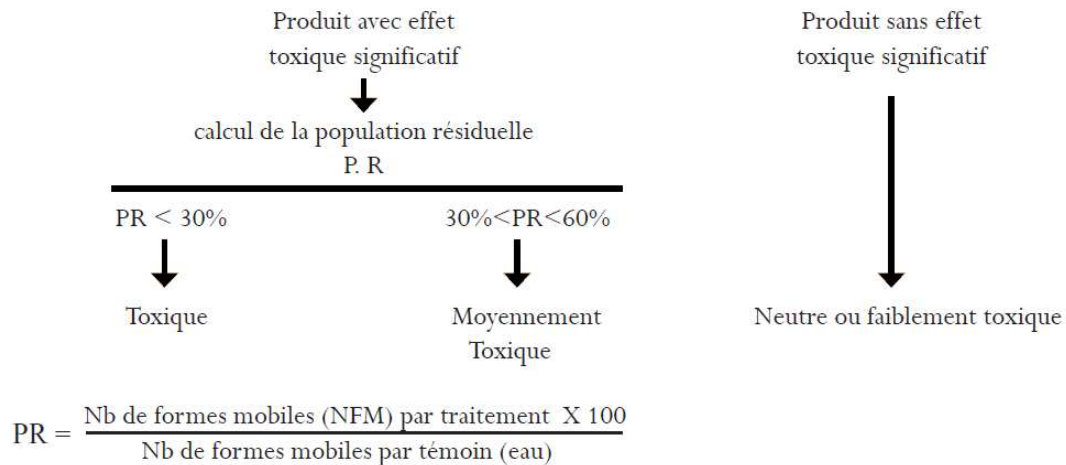 Produit avec effet
toxique significatif
Produit sans effet
toxique significatif
calcul de la population résiduelle
P. R
PR < 30%
30%<PR<60%
Toxique
Moyennement
Toxique
Neutre ou faiblement toxique
PR = Nb de formes mobiles (NFM) par traitement X 100
Nb de formes mobiles par témoin (eau)